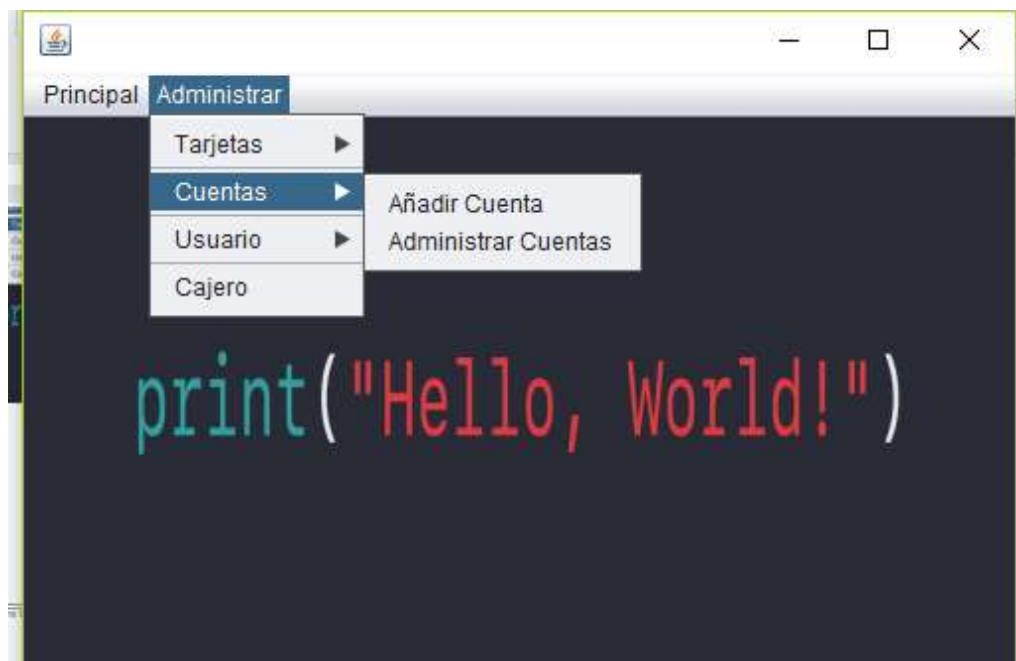 Principal Administrar
Tarjetas
Cuentas
Añadir Cuenta
Usuario
Administrar Cuentas
Cajero
print("Hello, World!")